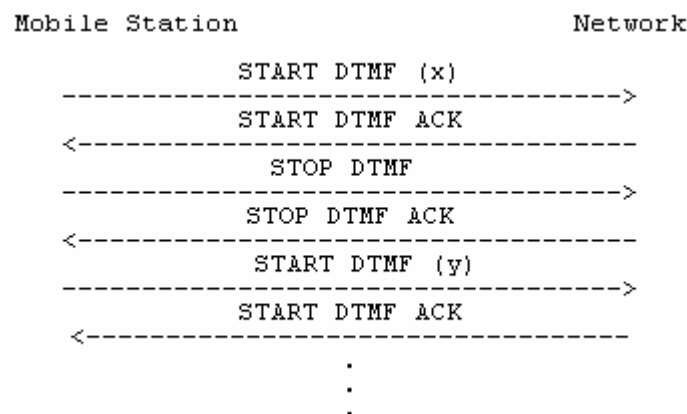 Mobile Station Network
START DTMF (x)
----------------------------------->
START DTMF ACK
<-----------------------------------
STOP DTMF
----------------------------------->
STOP DTMF ACK
<-----------------------------------
START DTMF (y)
----------------------------------->
START DTMF ACK
<----------------------------------
.
.
.